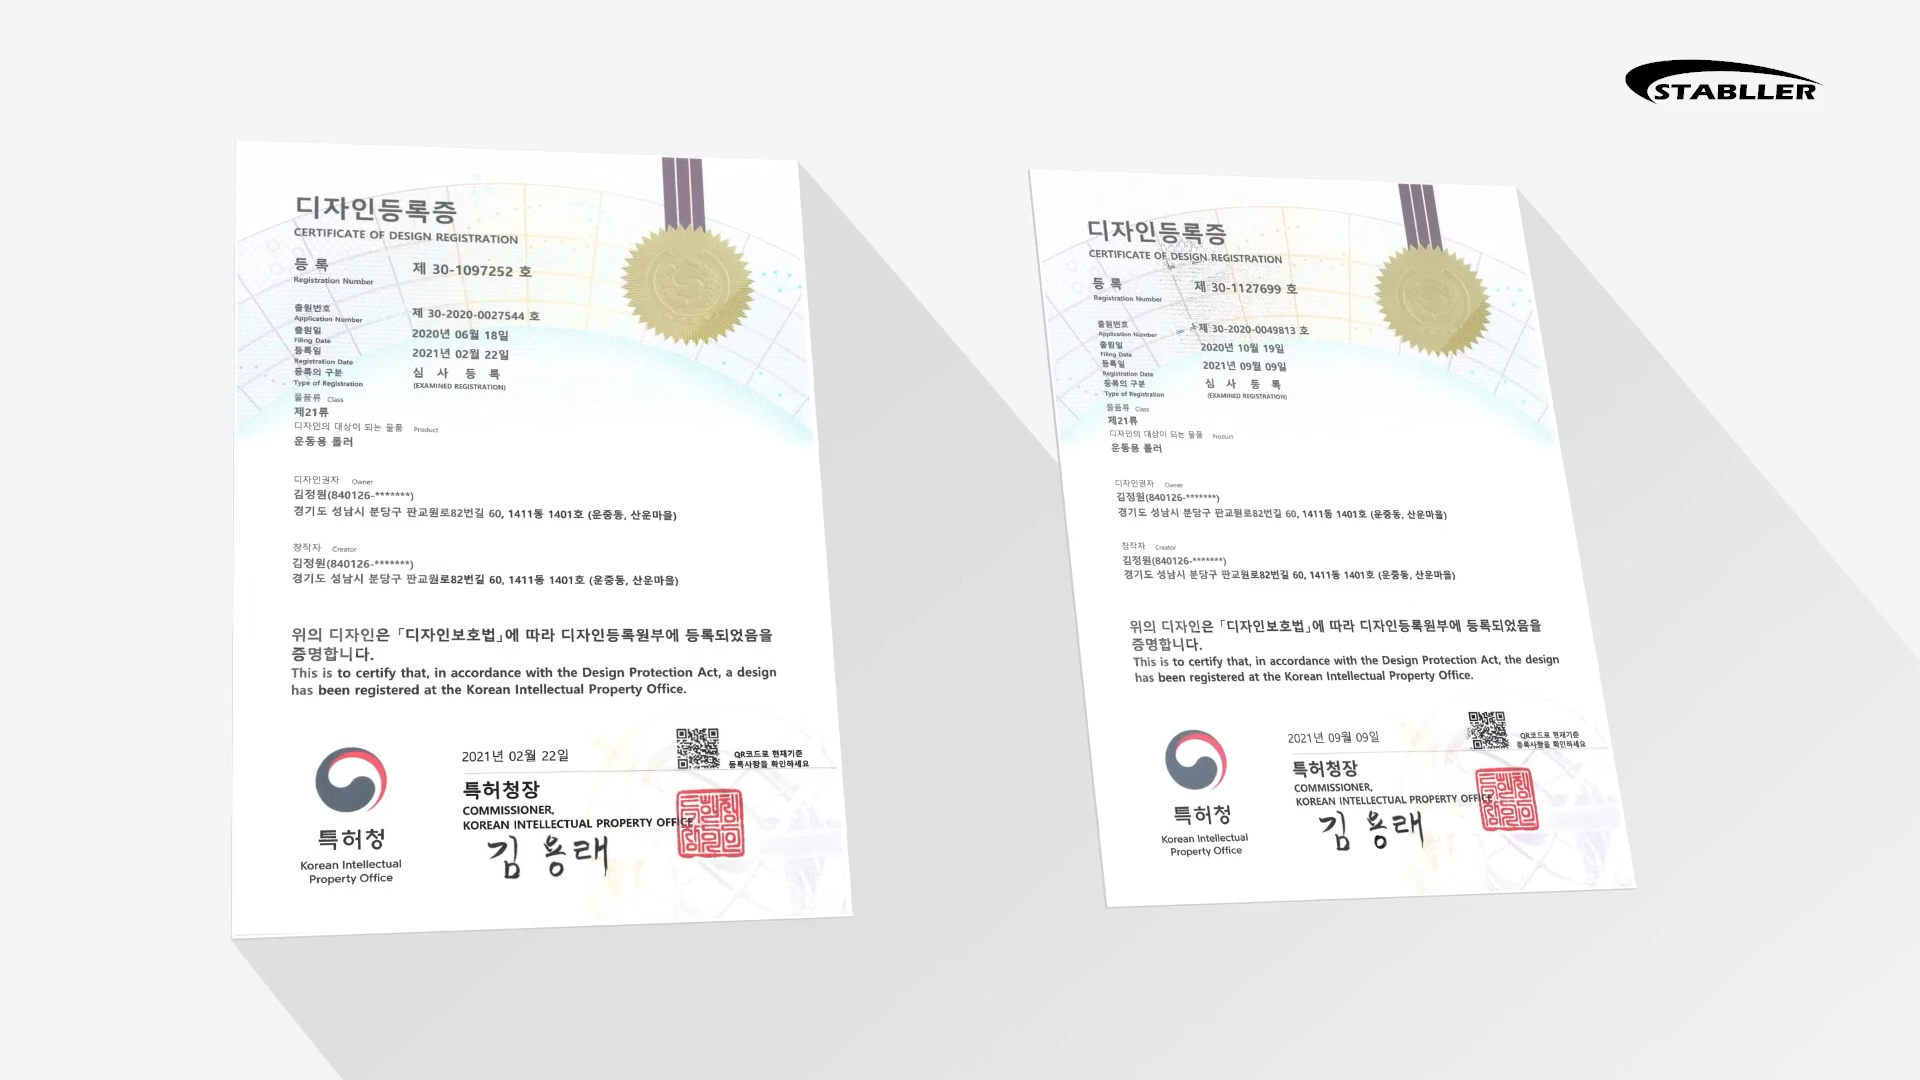 STABLLER
디자인등록증
CERTIFICATE OF DESIGN REGISTRATION
등 록 제 30-1097252 호
Registration Number
출원번호 제 30-2020-0027544 호
Application Number
출원일 2020년 06월 18일
Filing Date
등록일 2021년 02월 22일
Registration Date
등록의 구분 심 사 등 록
Type of Registration (EXAMINED REGISTRATION)
물품류 Class
제21류
디자인의 대상이 되는 물품 Product
운동용 롤러
디자인권자 Owner
김정원(840126-*******)
경기도 성남시 분당구 판교원로82번길 60, 1411동 1401호 (운중동, 산운마을)
창작자 Creator
김정원(840126-*******)
경기도 성남시 분당구 판교원로82번길 60, 1411동 1401호 (운중동, 산운마을)
위의 디자인은 「디자인보호법」에 따라 디자인등록원부에 등록되었음을
증명합니다.
This is to certify that, in accordance with the Design Protection Act, a design
has been registered at the Korean Intellectual Property Office.
2021년 02월 22일
QR코드로 현재기준
등록사항을 확인하세요
특허청장
COMMISSIONER,
KOREAN INTELLECTUAL PROPERTY OFFICE
김용래
특허청
Korean Intellectual
Property Office
디자인등록증
CERTIFICATE OF DESIGN REGISTRATION
등 록 제 30-1127699 호
Registration Number
출원번호 제 30-2020-0049813 호
Application Number
출원일 2020년 10월 19일
Filing Date
등록일 2021년 09월 09일
Registration Date
등록의 구분 심 사 등 록
Type of Registration (EXAMINED REGISTRATION)
물품류 Class
제21류
디자인의 대상이 되는 물품 Product
운동용 롤러
디자인권자 Owner
김정원(840126-*******)
경기도 성남시 분당구 판교원로82번길 60, 1411동 1401호 (운중동, 산운마을)
창작자 Creator
김정원(840126-*******)
경기도 성남시 분당구 판교원로82번길 60, 1411동 1401호 (운중동, 산운마을)
위의 디자인은 「디자인보호법」에 따라 디자인등록원부에 등록되었음을
증명합니다.
This is to certify that, in accordance with the Design Protection Act, the design
has been registered at the Korean Intellectual Property Office.
2021년 09월 09일
QR코드로 현재기준
등록사항을 확인하세요
특허청장
COMMISSIONER,
KOREAN INTELLECTUAL PROPERTY OFFICE
김용래
특허청
Korean Intellectual
Property Office